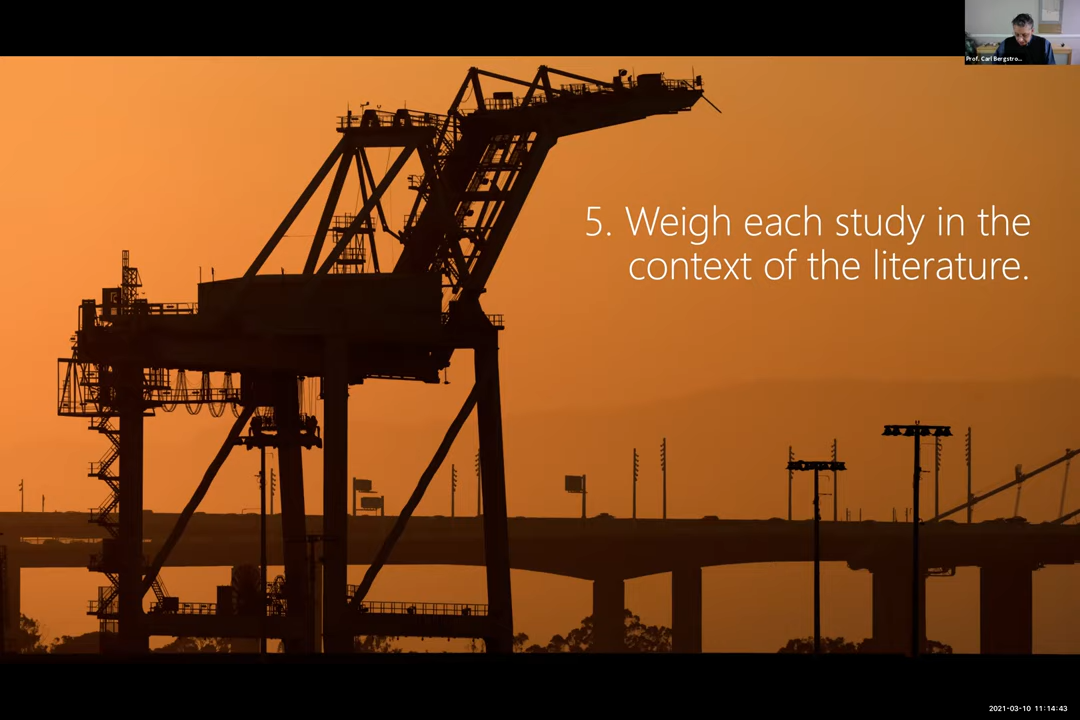 Prof. Carl Bergstro...
5. Weigh each study in the
context of the literature.
2021-03-10 11:14:43